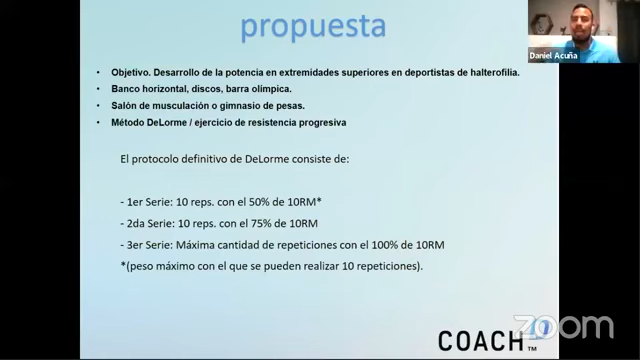 propuesta
Daniel Acuña
• Objetivo. Desarrollo de la potencia en extremidades superiores en deportistas de halterofilia.
• Banco horizontal, discos, barra olímpica.
• Salón de musculación o gimnasio de pesas.
• Método DeLorme / ejercicio de resistencia progresiva
El protocolo definitivo de DeLorme consiste de:
- 1er Serie: 10 reps. con el 50% de 10RM*
- 2da Serie: 10 reps. con el 75% de 10RM
- 3er Serie: Máxima cantidad de repeticiones con el 100% de 10RM
*(peso máximo con el que se pueden realizar 10 repeticiones).
zoom
COACH ™